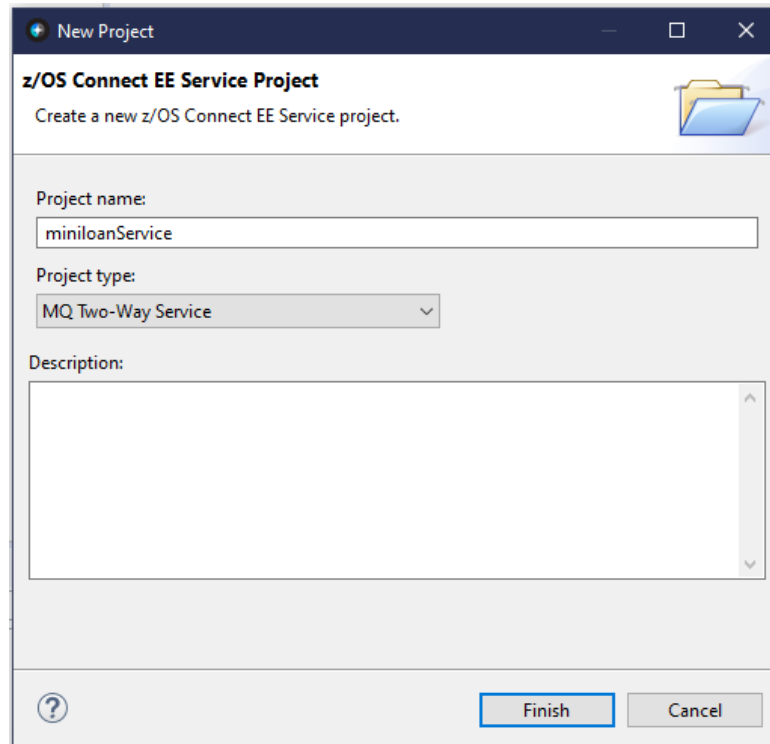 New Project
z/OS Connect EE Service Project
Create a new z/OS Connect EE Service project.
Project name:
miniloanService
Project type:
MQ Two-Way Service
Description:
?
Finish
Cancel